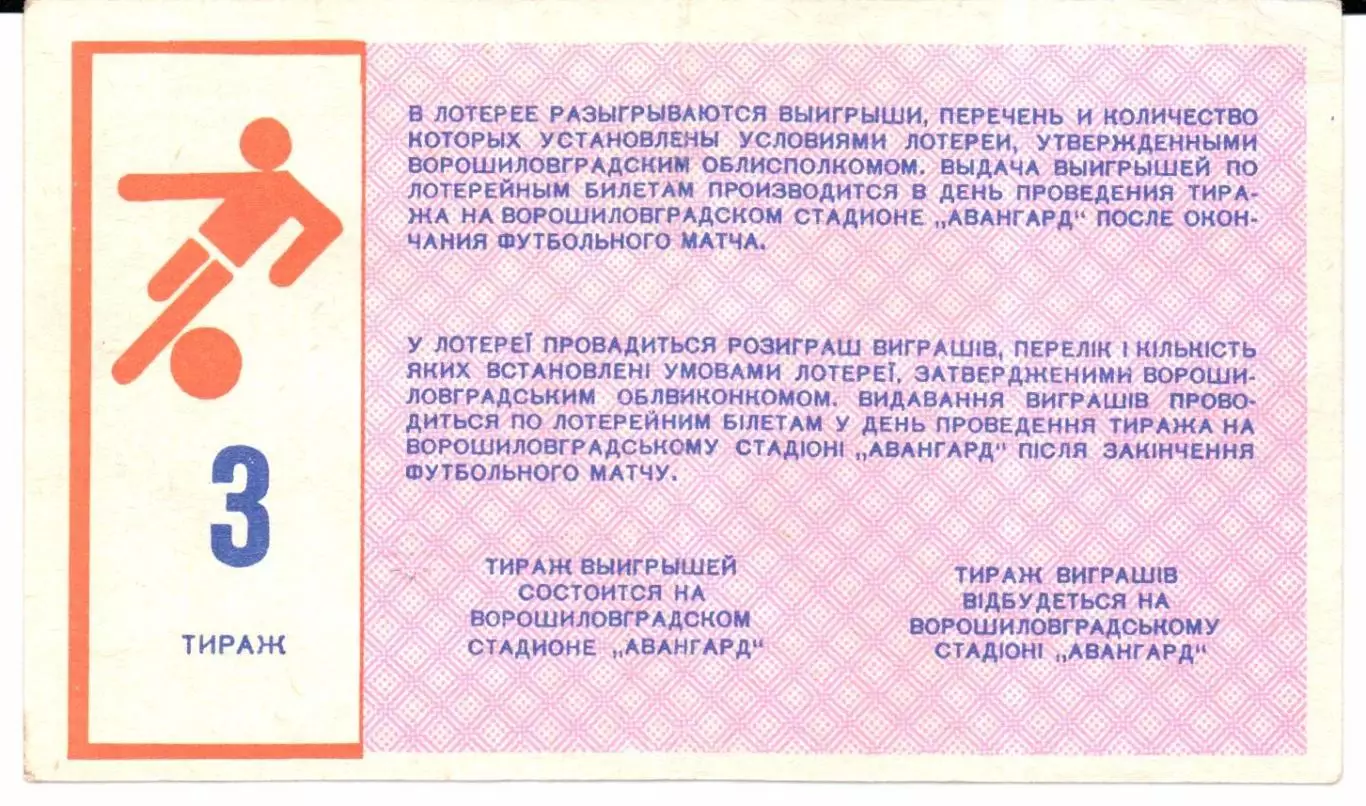 В ЛОТЕРЕЕ РАЗЫГРЫВАЮТСЯ ВЫИГРЫШИ, ПЕРЕЧЕНЬ И КОЛИЧЕСТВО
КОТОРЫХ УСТАНОВЛЕНЫ УСЛОВИЯМИ ЛОТЕРЕИ, УТВЕРЖДЕННЫМИ
ВОРОШИЛОВГРАДСКИМ ОБЛИСПОЛКОМОМ. ВЫДАЧА ВЫИГРЫШЕЙ ПО
ЛОТЕРЕЙНЫМ БИЛЕТАМ ПРОИЗВОДИТСЯ В ДЕНЬ ПРОВЕДЕНИЯ ТИРА-
ЖА НА ВОРОШИЛОВГРАДСКОМ СТАДИОНЕ „АВАНГАРД" ПОСЛЕ ОКОН-
ЧАНИЯ ФУТБОЛЬНОГО МАТЧА.
У ЛОТЕРЕЇ ПРОВАДИТЬСЯ РОЗИГРАШ ВИГРАШІВ, ПЕРЕЛІК І КІЛЬКІСТЬ
ЯКИХ ВСТАНОВЛЕНІ УМОВАМИ ЛОТЕРЕЇ, ЗАТВЕРДЖЕНИМИ ВОРОШИ-
ЛОВГРАДСЬКИМ ОБЛВИКОНКОМОМ. ВИДАВАННЯ ВИГРАШІВ ПРОВО-
ДИТЬСЯ ПО ЛОТЕРЕЙНИМ БІЛЕТАМ У ДЕНЬ ПРОВЕДЕННЯ ТИРАЖА НА
ВОРОШИЛОВГРАДСЬКОМУ СТАДІОНІ „АВАНГАРД" ПІСЛЯ ЗАКІНЧЕННЯ
ФУТБОЛЬНОГО МАТЧУ.
3
ТИРАЖ
ТИРАЖ ВЫИГРЫШЕЙ
СОСТОИТСЯ НА
ВОРОШИЛОВГРАДСКОМ
СТАДИОНЕ „АВАНГАРД"
ТИРАЖ ВИГРАШІВ
ВІДБУДЕТЬСЯ НА
ВОРОШИЛОВГРАДСЬКОМУ
СТАДІОНІ „АВАНГАРД"